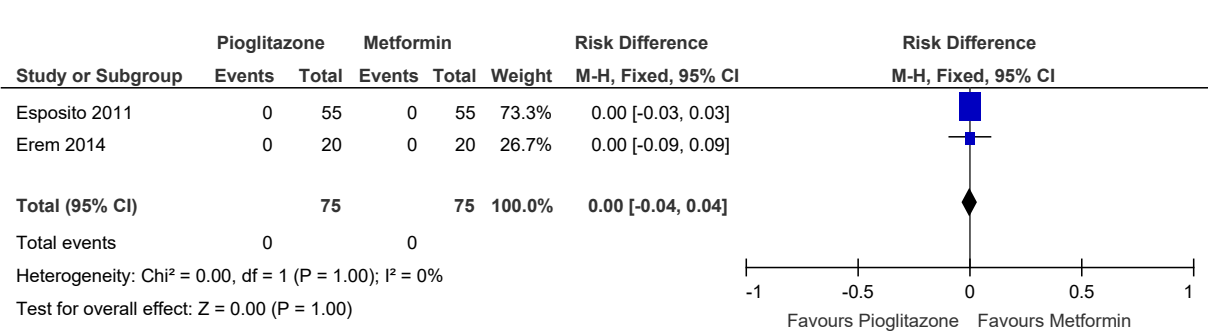 Pioglitazone Metformin Risk Difference Risk Difference
Study or Subgroup Events Total Events Total Weight M-H, Fixed, 95% CI M-H, Fixed, 95% CI
Esposito 2011 0 55 0 55 73.3% 0.00 [-0.03, 0.03]
Erem 2014 0 20 0 20 26.7% 0.00 [-0.09, 0.09]
Total (95% CI) 75 75 100.0% 0.00 [-0.04, 0.04]
Total events 0 0
Heterogeneity: Chi² = 0.00, df = 1 (P = 1.00); I² = 0%
Test for overall effect: Z = 0.00 (P = 1.00)
-1 -0.5 0 0.5 1
Favours Pioglitazone Favours Metformin